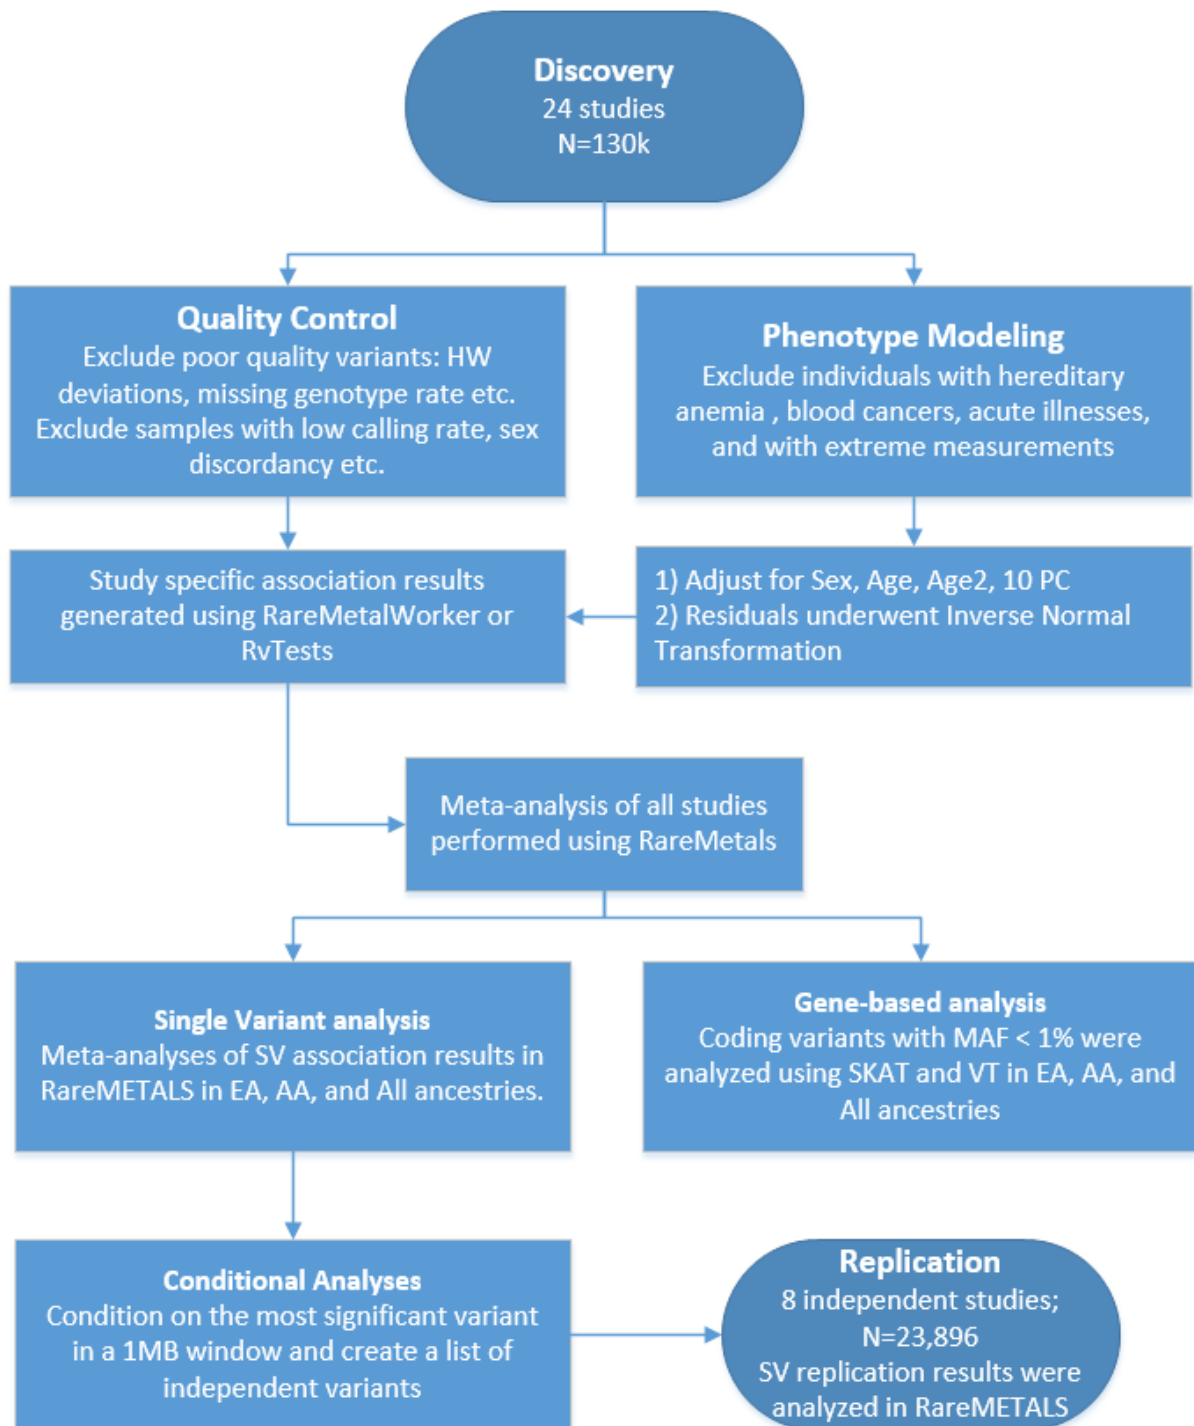 Discovery
24 studies
N=130k
Quality Control
Exclude poor quality variants: HW
deviations, missing genotype rate etc.
Exclude samples with low calling rate, sex
discordancy etc.
Phenotype Modeling
Exclude individuals with hereditary
anemia , blood cancers, acute illnesses,
and with extreme measurements
Study specific association results
generated using RareMetalWorker or
RvTests
1) Adjust for Sex, Age, Age2, 10 PC
2) Residuals underwent Inverse Normal
Transformation
Meta-analysis of all studies
performed using RareMetals
Single Variant analysis
Meta-analyses of SV association results in
RareMETALS in EA, AA, and All ancestries.
Gene-based analysis
Coding variants with MAF < 1% were
analyzed using SKAT and VT in EA, AA, and
All ancestries
Conditional Analyses
Condition on the most significant variant
in a 1MB window and create a list of
independent variants
Replication
8 independent studies;
N=23,896
SV replication results were
analyzed in RareMETALS